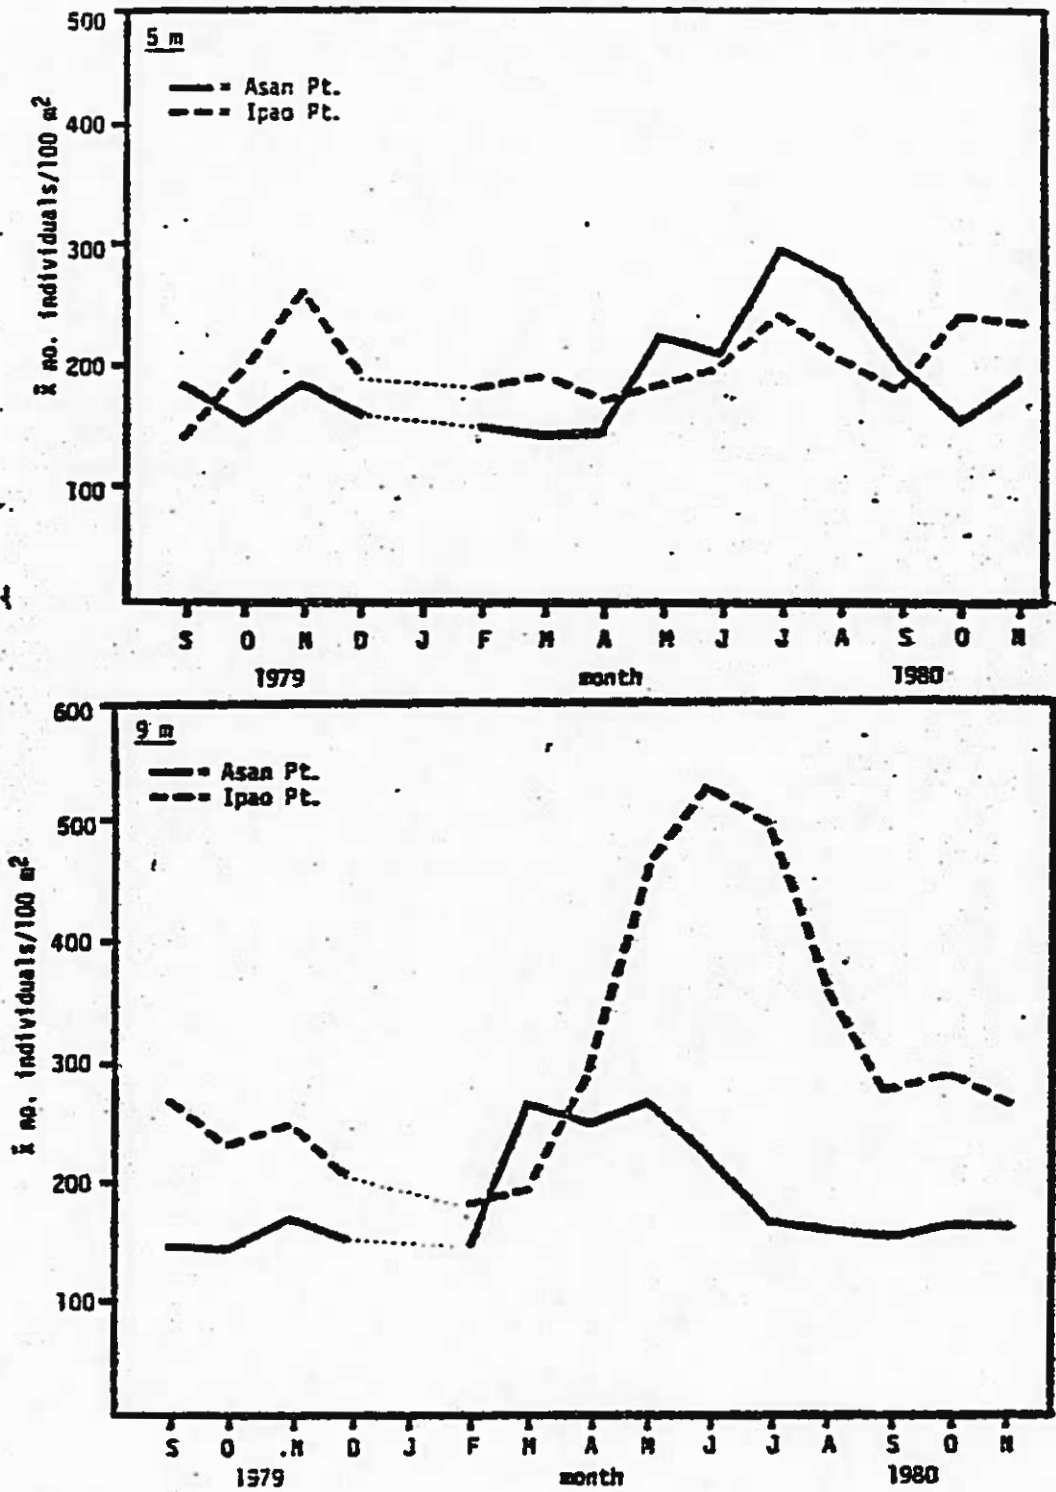 500
5 m
= Asan Pt.
= Ipao Pt.
400
300
200
100
x̄ no. individuals/100 m²
S O N D J F M A M J J A S O N
1979 month 1980
600
9 m
= Asan Pt.
= Ipao Pt.
500
400
300
200
100
x̄ no. individuals/100 m²
S O N D J F M A M J J A S O N
1979 month 1980